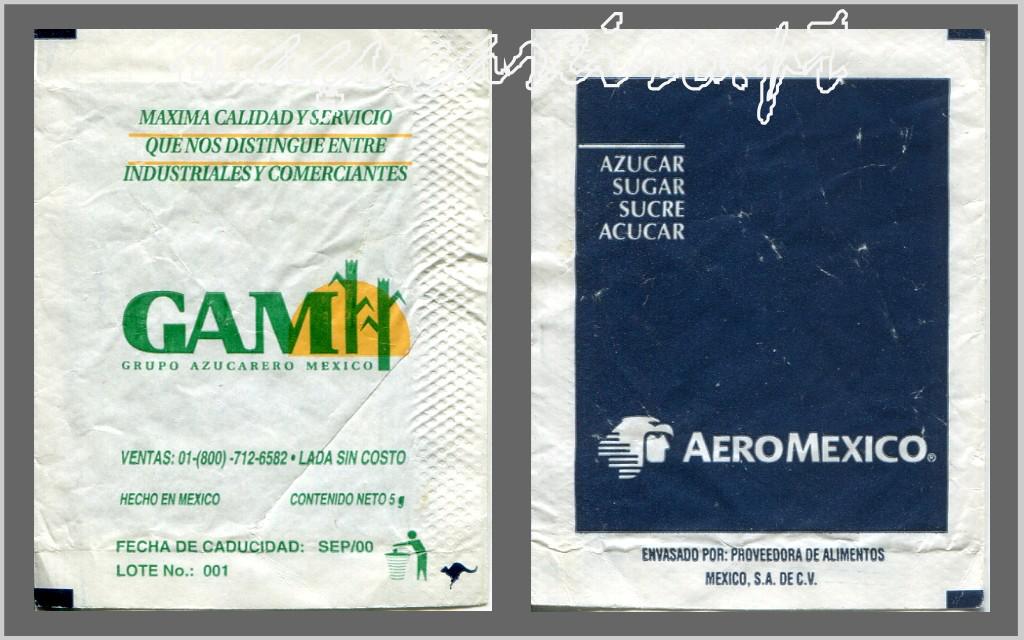 MAXIMA CALIDAD Y SERVICIO
QUE NOS DISTINGUE ENTRE
INDUSTRIALES Y COMERCIANTES
GAM
GRUPO AZUCARERO MEXICO
VENTAS: 01-(800) -712-6582 • LADA SIN COSTO
HECHO EN MEXICO CONTENIDO NETO 5 g
FECHA DE CADUCIDAD: SEP/00
LOTE No.: 001
AZUCAR
SUGAR
SUCRE
ACUCAR
AEROMEXICO®
ENVASADO POR: PROVEEDORA DE ALIMENTOS
MEXICO, S.A. DE C.V.